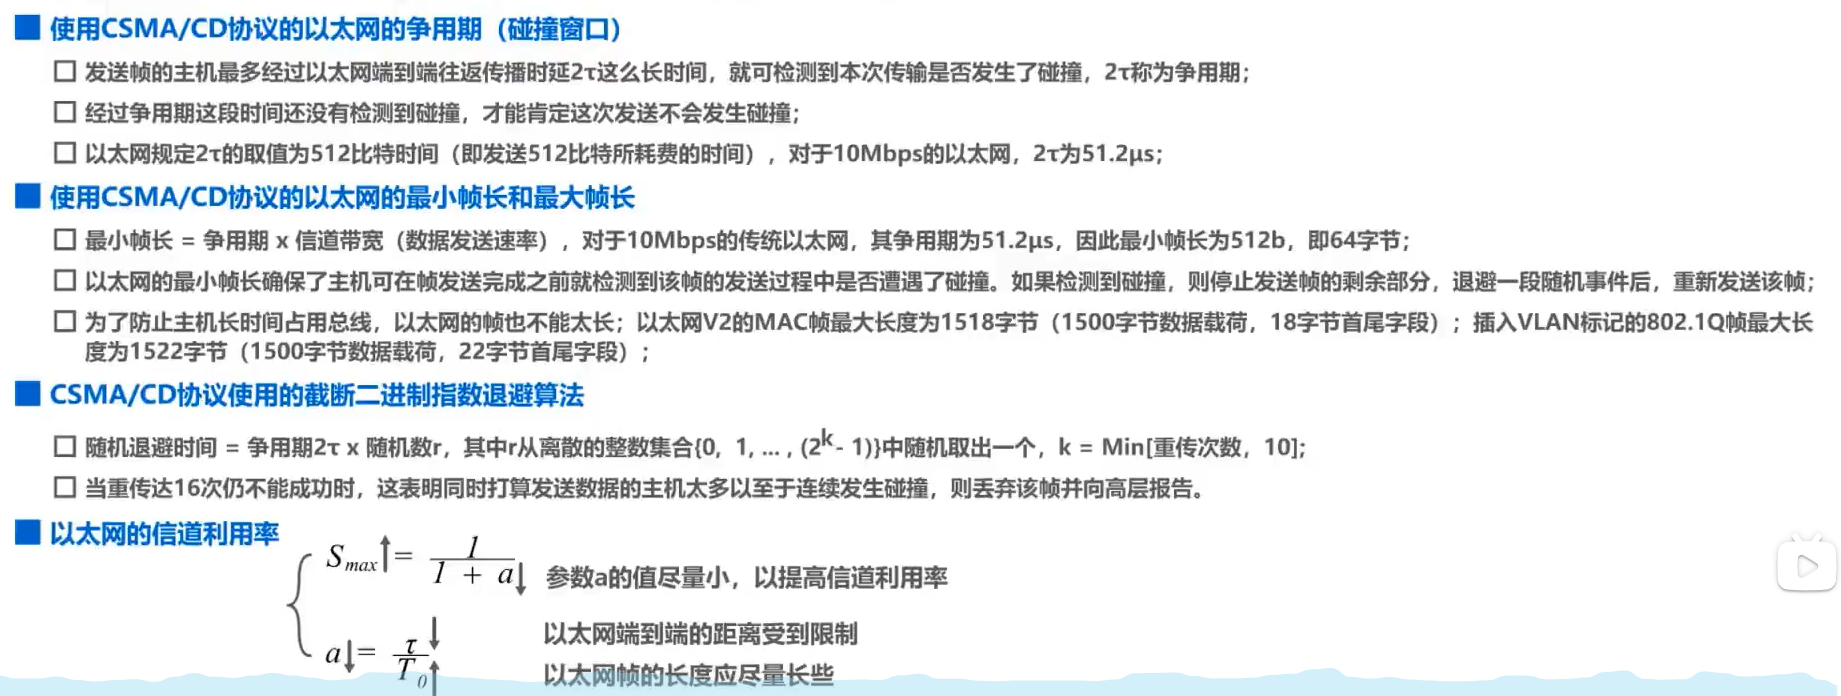 使用CSMA/CD协议的以太网的争用期（碰撞窗口）
发送帧的主机最多经过以太网端到端往返传播时延2τ这么长时间，就可检测到本次传输是否发生了碰撞，2τ称为争用期；
经过争用期这段时间还没有检测到碰撞，才能肯定这次发送不会发生碰撞；
以太网规定2τ的取值为512比特时间（即发送512比特所耗费的时间），对于10Mbps的以太网，2τ为51.2μs；
使用CSMA/CD协议的以太网的最小帧长和最大帧长
最小帧长 = 争用期 x 信道带宽（数据发送速率），对于10Mbps的传统以太网，其争用期为51.2μs，因此最小帧长为512b，即64字节；
以太网的最小帧长确保了主机可在帧发送完成之前就检测到该帧的发送过程中是否遭遇了碰撞。如果检测到碰撞，则停止发送帧的剩余部分，退避一段随机事件后，重新发送该帧；
为了防止主机长时间占用总线，以太网的帧也不能太长；以太网V2的MAC帧最大长度为1518字节（1500字节数据载荷，18字节首尾字段）；插入VLAN标记的802.1Q帧最大长
度为1522字节（1500字节数据载荷，22字节首尾字段）；
CSMA/CD协议使用的截断二进制指数退避算法
随机退避时间 = 争用期2τ x 随机数r，其中r从离散的整数集合{0, 1, ... , (2^k - 1)}中随机取出一个，k = Min[重传次数，10]；
当重传达16次仍不能成功时，这表明同时打算发送数据的主机太多以至于连续发生碰撞，则丢弃该帧并向高层报告。
以太网的信道利用率
S_max↑ = 1 / (1 + a↓) 参数a的值尽量小，以提高信道利用率
a↓ = τ↓ / T_0↑ 以太网端到端的距离受到限制
以太网帧的长度应尽量长些